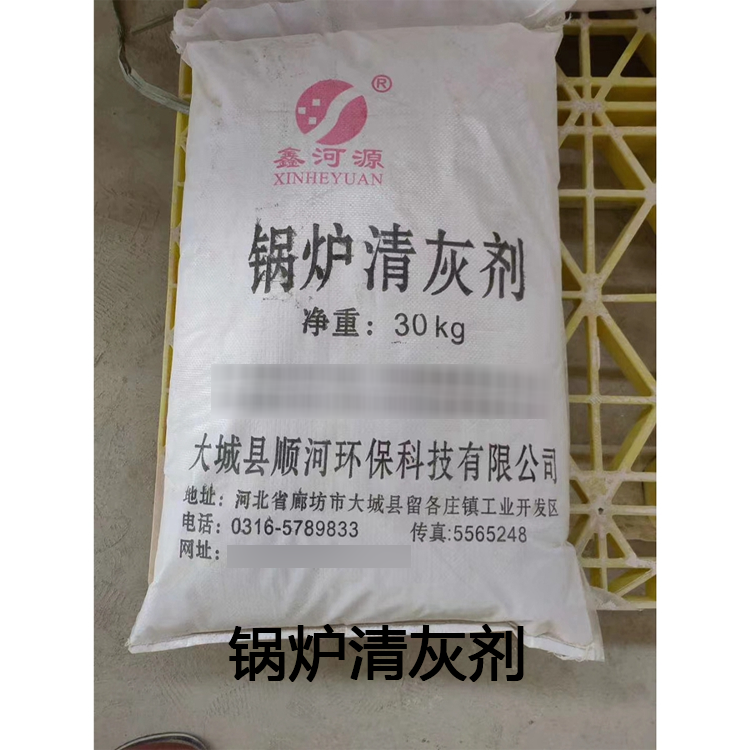 ®
鑫河源
XINHEYUAN
锅炉清灰剂
净重：30kg
大城县顺河环保科技有限公司
地址：河北省廊坊市大城县留各庄镇工业开发区
电话：0316-5789833 传真:5565248
网址：
锅炉清灰剂